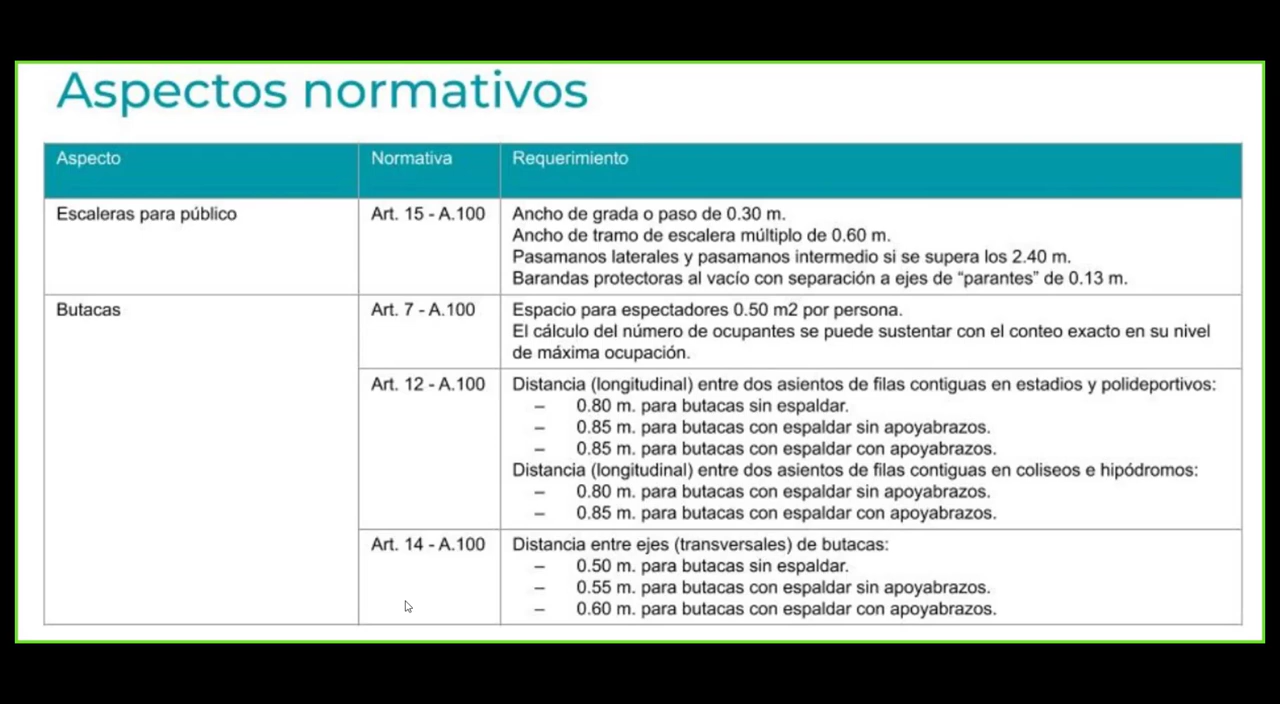 Aspectos normativos
Aspecto
Normativa
Requerimiento
Escaleras para público
Art. 15 - A.100
Ancho de grada o paso de 0.30 m.
Ancho de tramo de escalera múltiplo de 0.60 m.
Pasamanos laterales y pasamanos intermedio si se supera los 2.40 m.
Barandas protectoras al vacío con separación a ejes de “parantes” de 0.13 m.
Butacas
Art. 7 - A.100
Espacio para espectadores 0.50 m2 por persona.
El cálculo del número de ocupantes se puede sustentar con el conteo exacto en su nivel
de máxima ocupación.
Art. 12 - A.100
Distancia (longitudinal) entre dos asientos de filas contiguas en estadios y polideportivos:
– 0.80 m. para butacas sin espaldar.
– 0.85 m. para butacas con espaldar sin apoyabrazos.
– 0.85 m. para butacas con espaldar con apoyabrazos.
Distancia (longitudinal) entre dos asientos de filas contiguas en coliseos e hipódromos:
– 0.80 m. para butacas con espaldar sin apoyabrazos.
– 0.85 m. para butacas con espaldar con apoyabrazos.
Art. 14 - A.100
Distancia entre ejes (transversales) de butacas:
– 0.50 m. para butacas sin espaldar.
– 0.55 m. para butacas con espaldar sin apoyabrazos.
– 0.60 m. para butacas con espaldar con apoyabrazos.